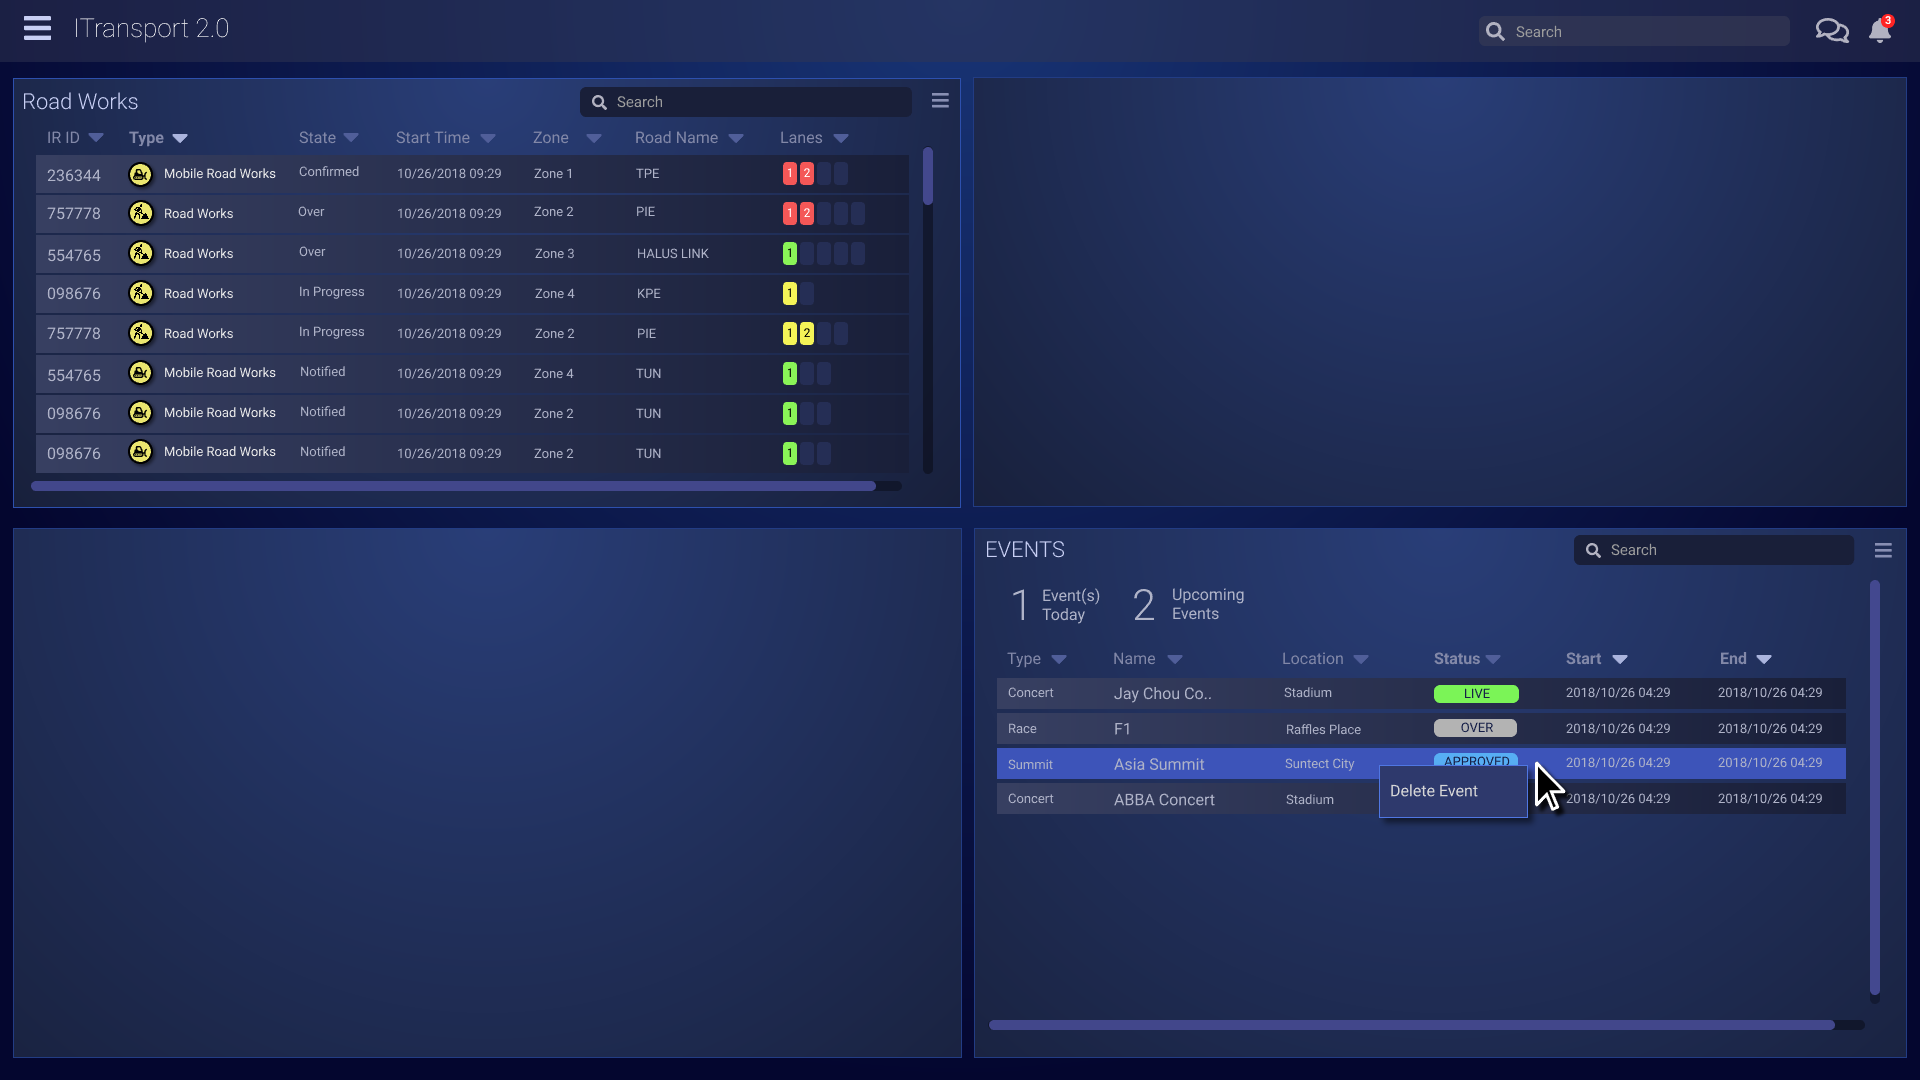 ITransport 2.0
Search
3
Road Works
Search
IR ID Type State Start Time Zone Road Name Lanes
236344 Mobile Road Works Confirmed 10/26/2018 09:29 Zone 1 TPE 1 2
757778 Road Works Over 10/26/2018 09:29 Zone 2 PIE 1 2
554765 Road Works Over 10/26/2018 09:29 Zone 3 HALUS LINK 1
098676 Road Works In Progress 10/26/2018 09:29 Zone 4 KPE 1
757778 Road Works In Progress 10/26/2018 09:29 Zone 2 PIE 1 2
554765 Mobile Road Works Notified 10/26/2018 09:29 Zone 4 TUN 1
098676 Mobile Road Works Notified 10/26/2018 09:29 Zone 2 TUN 1
098676 Mobile Road Works Notified 10/26/2018 09:29 Zone 2 TUN 1
EVENTS
Search
1 Event(s) Today
2 Upcoming Events
Type Name Location Status Start End
Concert Jay Chou Co.. Stadium LIVE 2018/10/26 04:29 2018/10/26 04:29
Race F1 Raffles Place OVER 2018/10/26 04:29 2018/10/26 04:29
Summit Asia Summit Suntect City APPROVED 2018/10/26 04:29 2018/10/26 04:29
Delete Event
Concert ABBA Concert Stadium 2018/10/26 04:29 2018/10/26 04:29